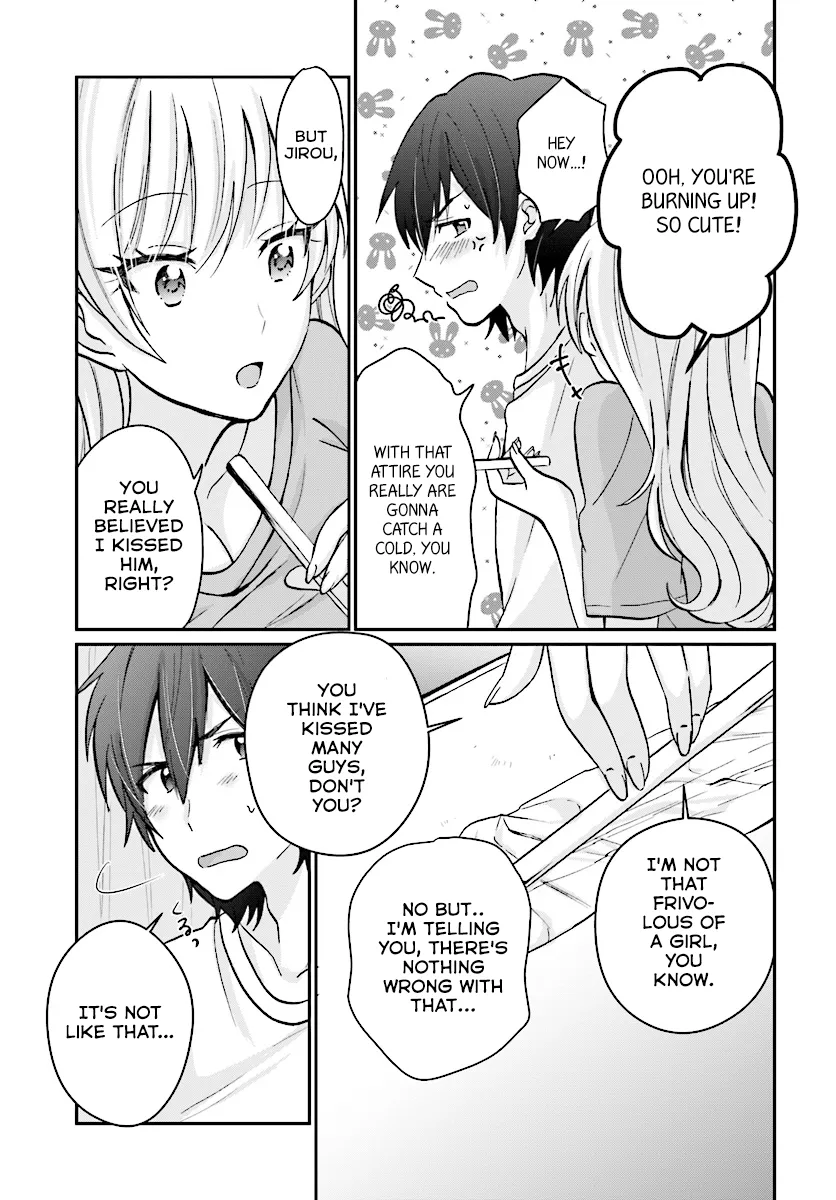 OOH, YOU'RE
BURNING UP!
SO CUTE!
HEY
NOW...!
WITH THAT
ATTIRE YOU
REALLY ARE
GONNA
CATCH A
COLD, YOU
KNOW.
BUT
JIROU,
YOU
REALLY
BELIEVED
I KISSED
HIM,
RIGHT?
I'M NOT
THAT
FRIVO-
LOUS OF
A GIRL,
YOU
KNOW.
NO BUT..
I'M TELLING
YOU, THERE'S
NOTHING
WRONG WITH
THAT...
YOU
THINK I'VE
KISSED
MANY
GUYS,
DON'T
YOU?
IT'S NOT
LIKE THAT...